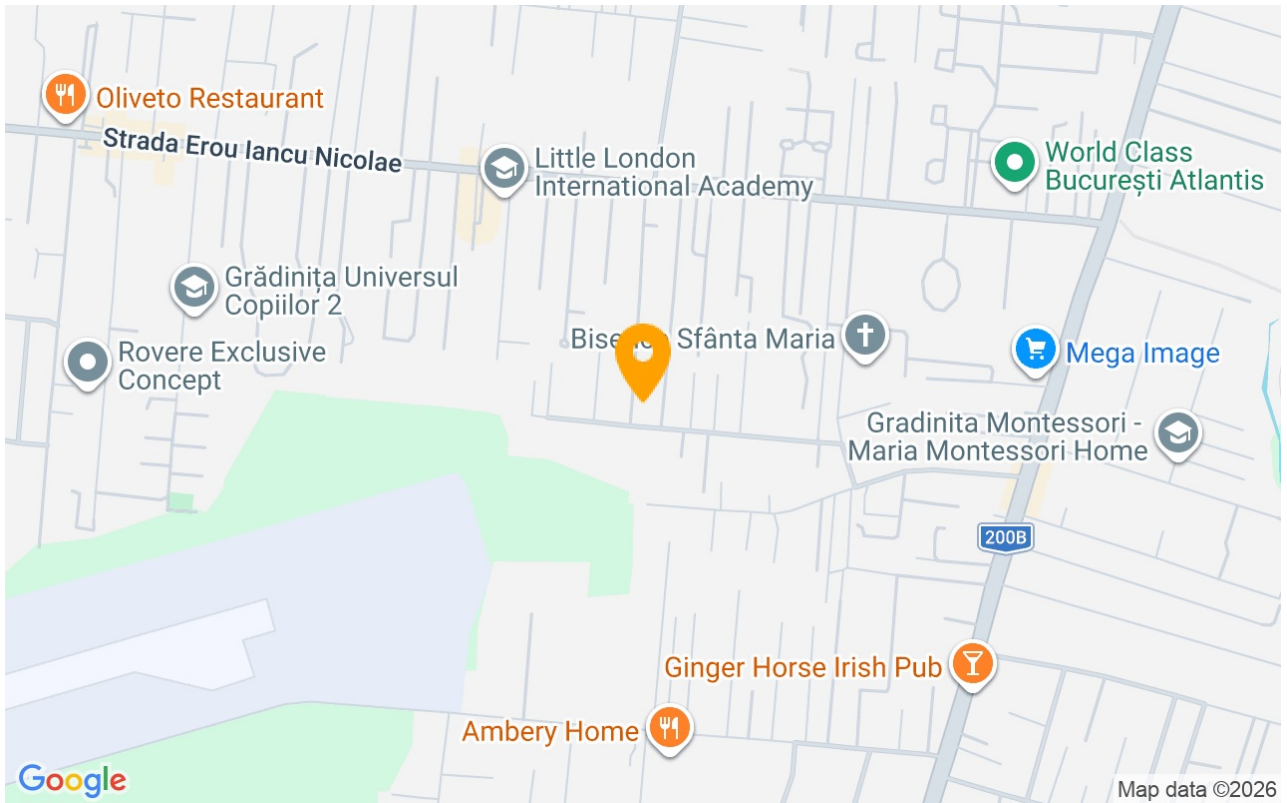 Oliveto Restaurant
Strada Erou Iancu Nicolae
Little London
International Academy
World Class
București Atlantis
Grădinița Universul
Copiilor 2
Rovere Exclusive
Concept
Sfânta Maria
Mega Image
Gradinita Montessori -
Maria Montessori Home
200B
Ginger Horse Irish Pub
Ambery Home
Google
Map data ©2026